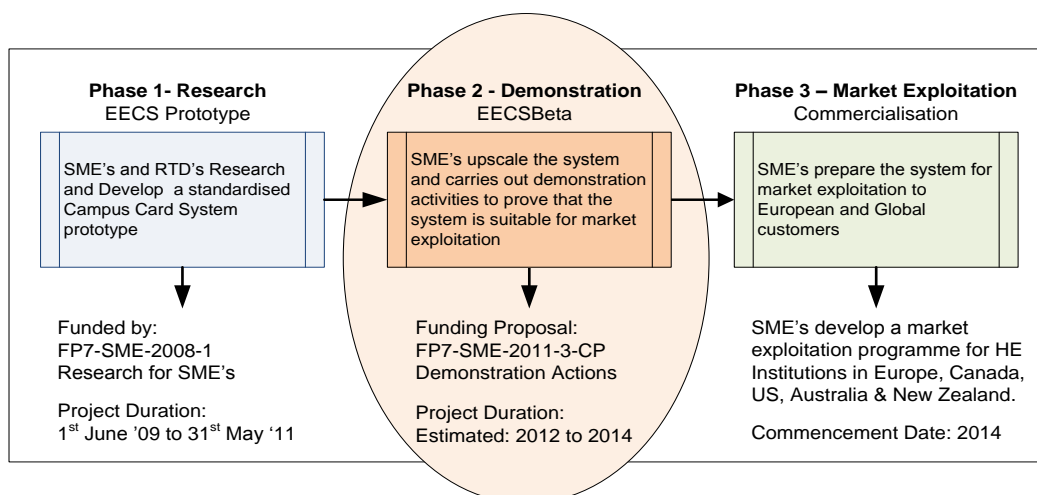 Phase 1- Research
EECS Prototype
SME's and RTD's Research
and Develop a standardised
Campus Card System
prototype
Funded by:
FP7-SME-2008-1
Research for SME's
Project Duration:
1st June '09 to 31st May '11
Phase 2 - Demonstration
EECSBeta
SME's upscale the system
and carries out demonstration
activities to prove that the
system is suitable for market
exploitation
Funding Proposal:
FP7-SME-2011-3-CP
Demonstration Actions
Project Duration:
Estimated: 2012 to 2014
Phase 3 – Market Exploitation
Commercialisation
SME's prepare the system for
market exploitation to
European and Global
customers
SME's develop a market
exploitation programme for HE
Institutions in Europe, Canada,
US, Australia & New Zealand.
Commencement Date: 2014